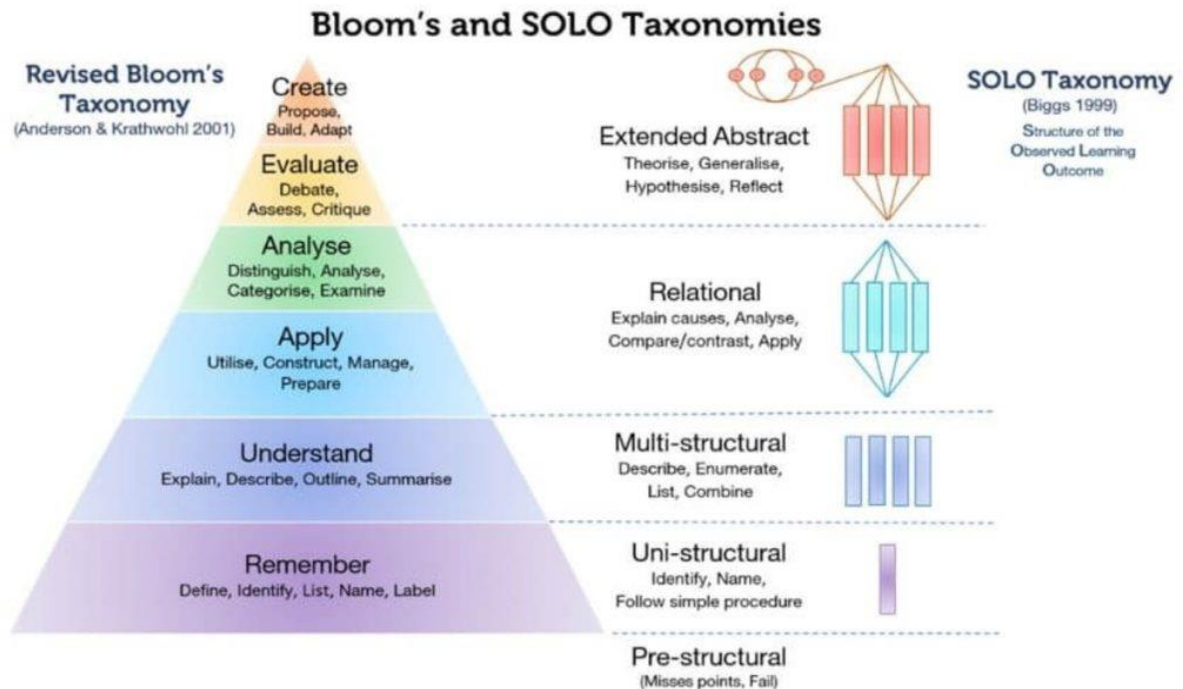 Bloom's and SOLO Taxonomies
Revised Bloom's
Taxonomy
(Anderson & Krathwohl 2001)
Create
Propose,
Build, Adapt
Evaluate
Debate,
Assess, Critique
Analyse
Distinguish, Analyse,
Categorise, Examine
Apply
Utilise, Construct, Manage,
Prepare
Understand
Explain, Describe, Outline, Summarise
Remember
Define, Identify, List, Name, Label
Extended Abstract
Theorise, Generalise,
Hypothesise, Reflect
Relational
Explain causes, Analyse,
Compare/contrast, Apply
Multi-structural
Describe, Enumerate,
List, Combine
Uni-structural
Identify, Name,
Follow simple procedure
Pre-structural
(Misses points, Fail)
SOLO Taxonomy
(Biggs 1999)
Structure of the
Observed Learning
Outcome